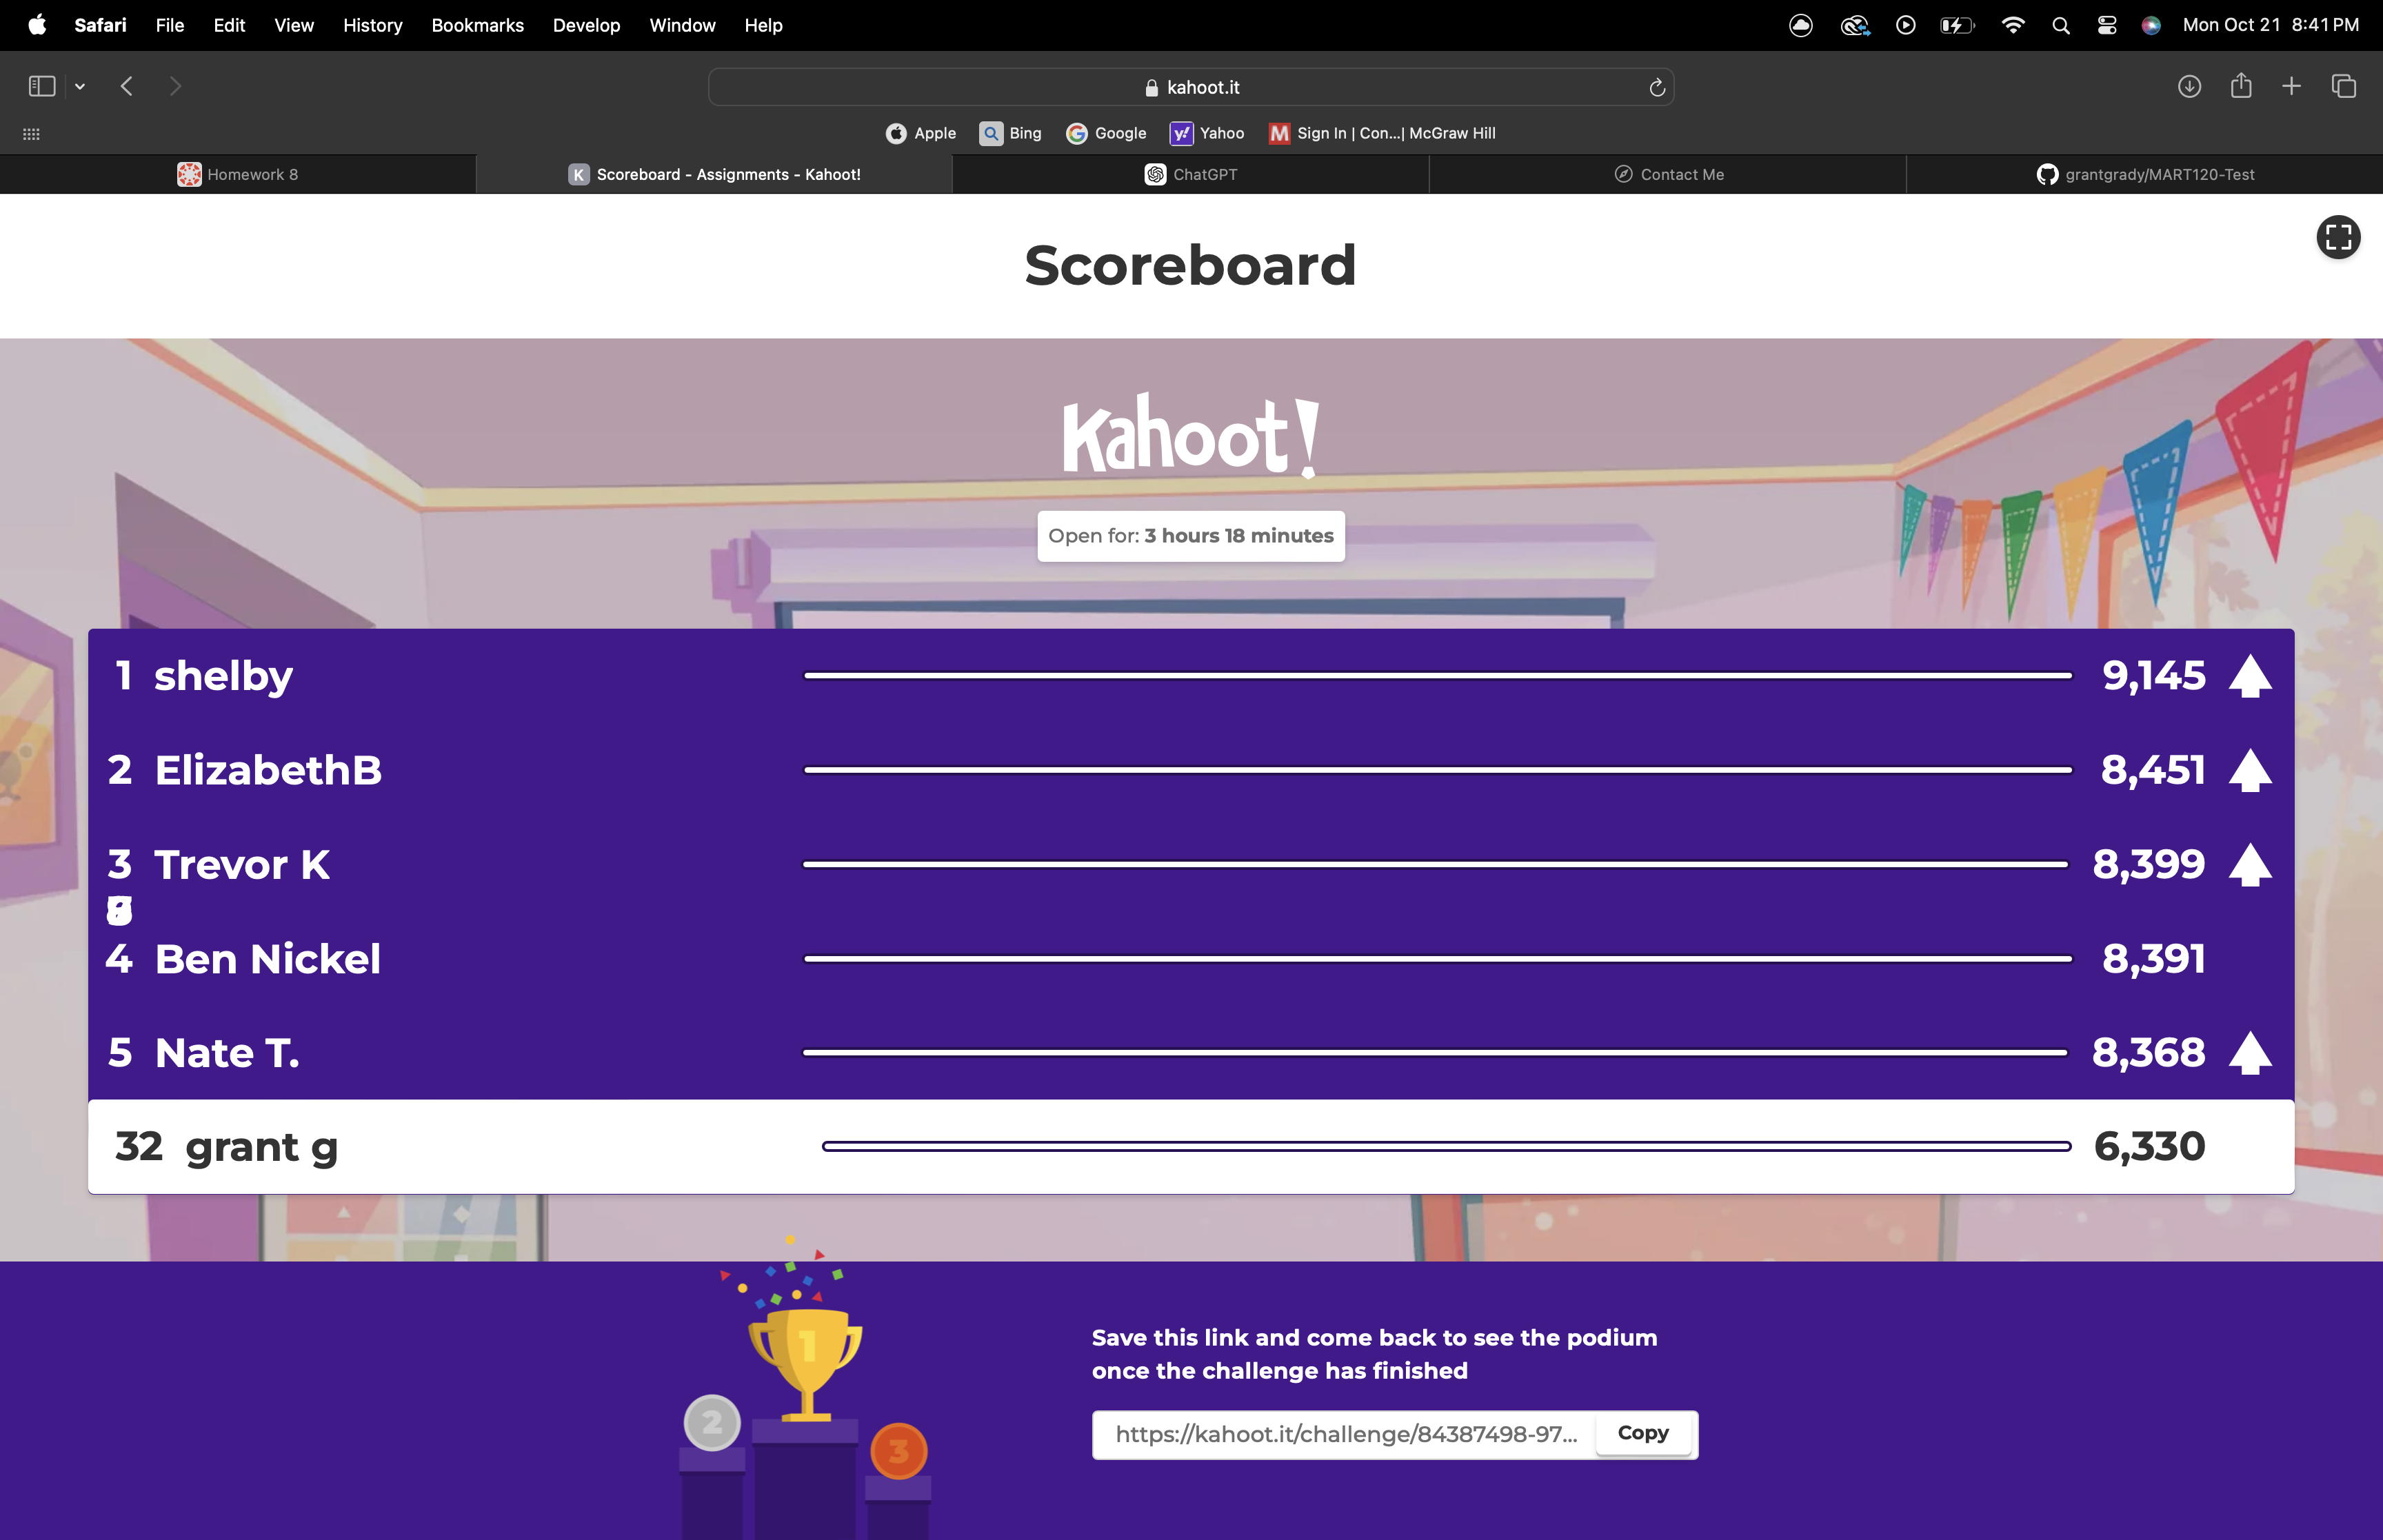 Safari File Edit View History Bookmarks Develop Window Help Mon Oct 21 8:41 PM
kahoot.it
Apple Bing Google Yahoo Sign In | Con...| McGraw Hill
Homework 8 K Scoreboard - Assignments - Kahoot! ChatGPT Contact Me grantgrady/MART120-Test
Scoreboard
Kahoot!
Open for: 3 hours 18 minutes
1 shelby 9,145
2 ElizabethB 8,451
3 Trevor K 8,399
4 Ben Nickel 8,391
5 Nate T. 8,368
32 grant g 6,330
1
2
3
Save this link and come back to see the podium
once the challenge has finished
https://kahoot.it/challenge/84387498-97... Copy